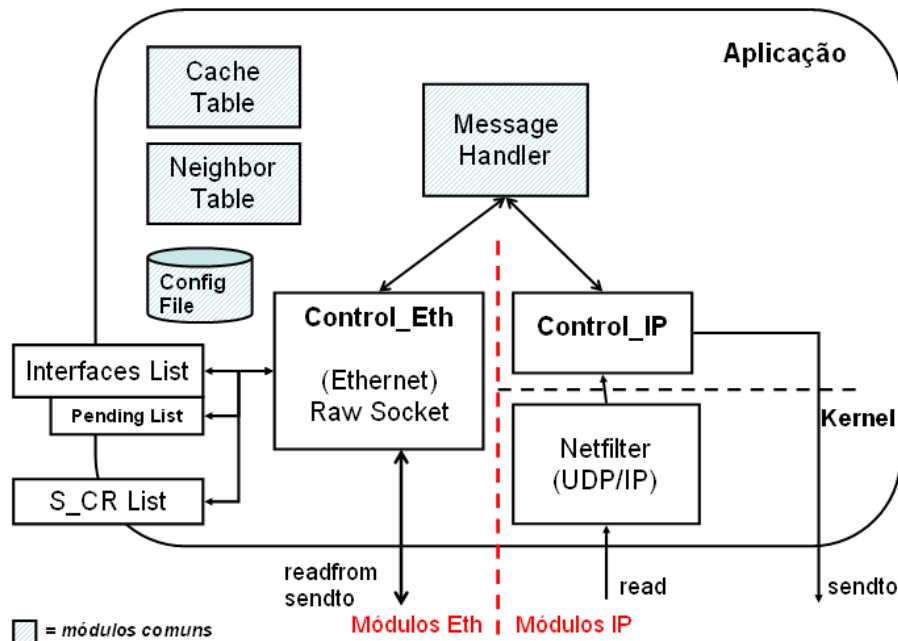 Aplicação
Cache
Table
Message
Handler
Neighbor
Table
Config
File
Control_Eth
(Ethernet)
Raw Socket
Control_IP
Interfaces List
Pending List
S_CR List
Kernel
Netfilter
(UDP/IP)
readfrom
sendto
read
sendto
Módulos Eth
Módulos IP
= módulos comuns